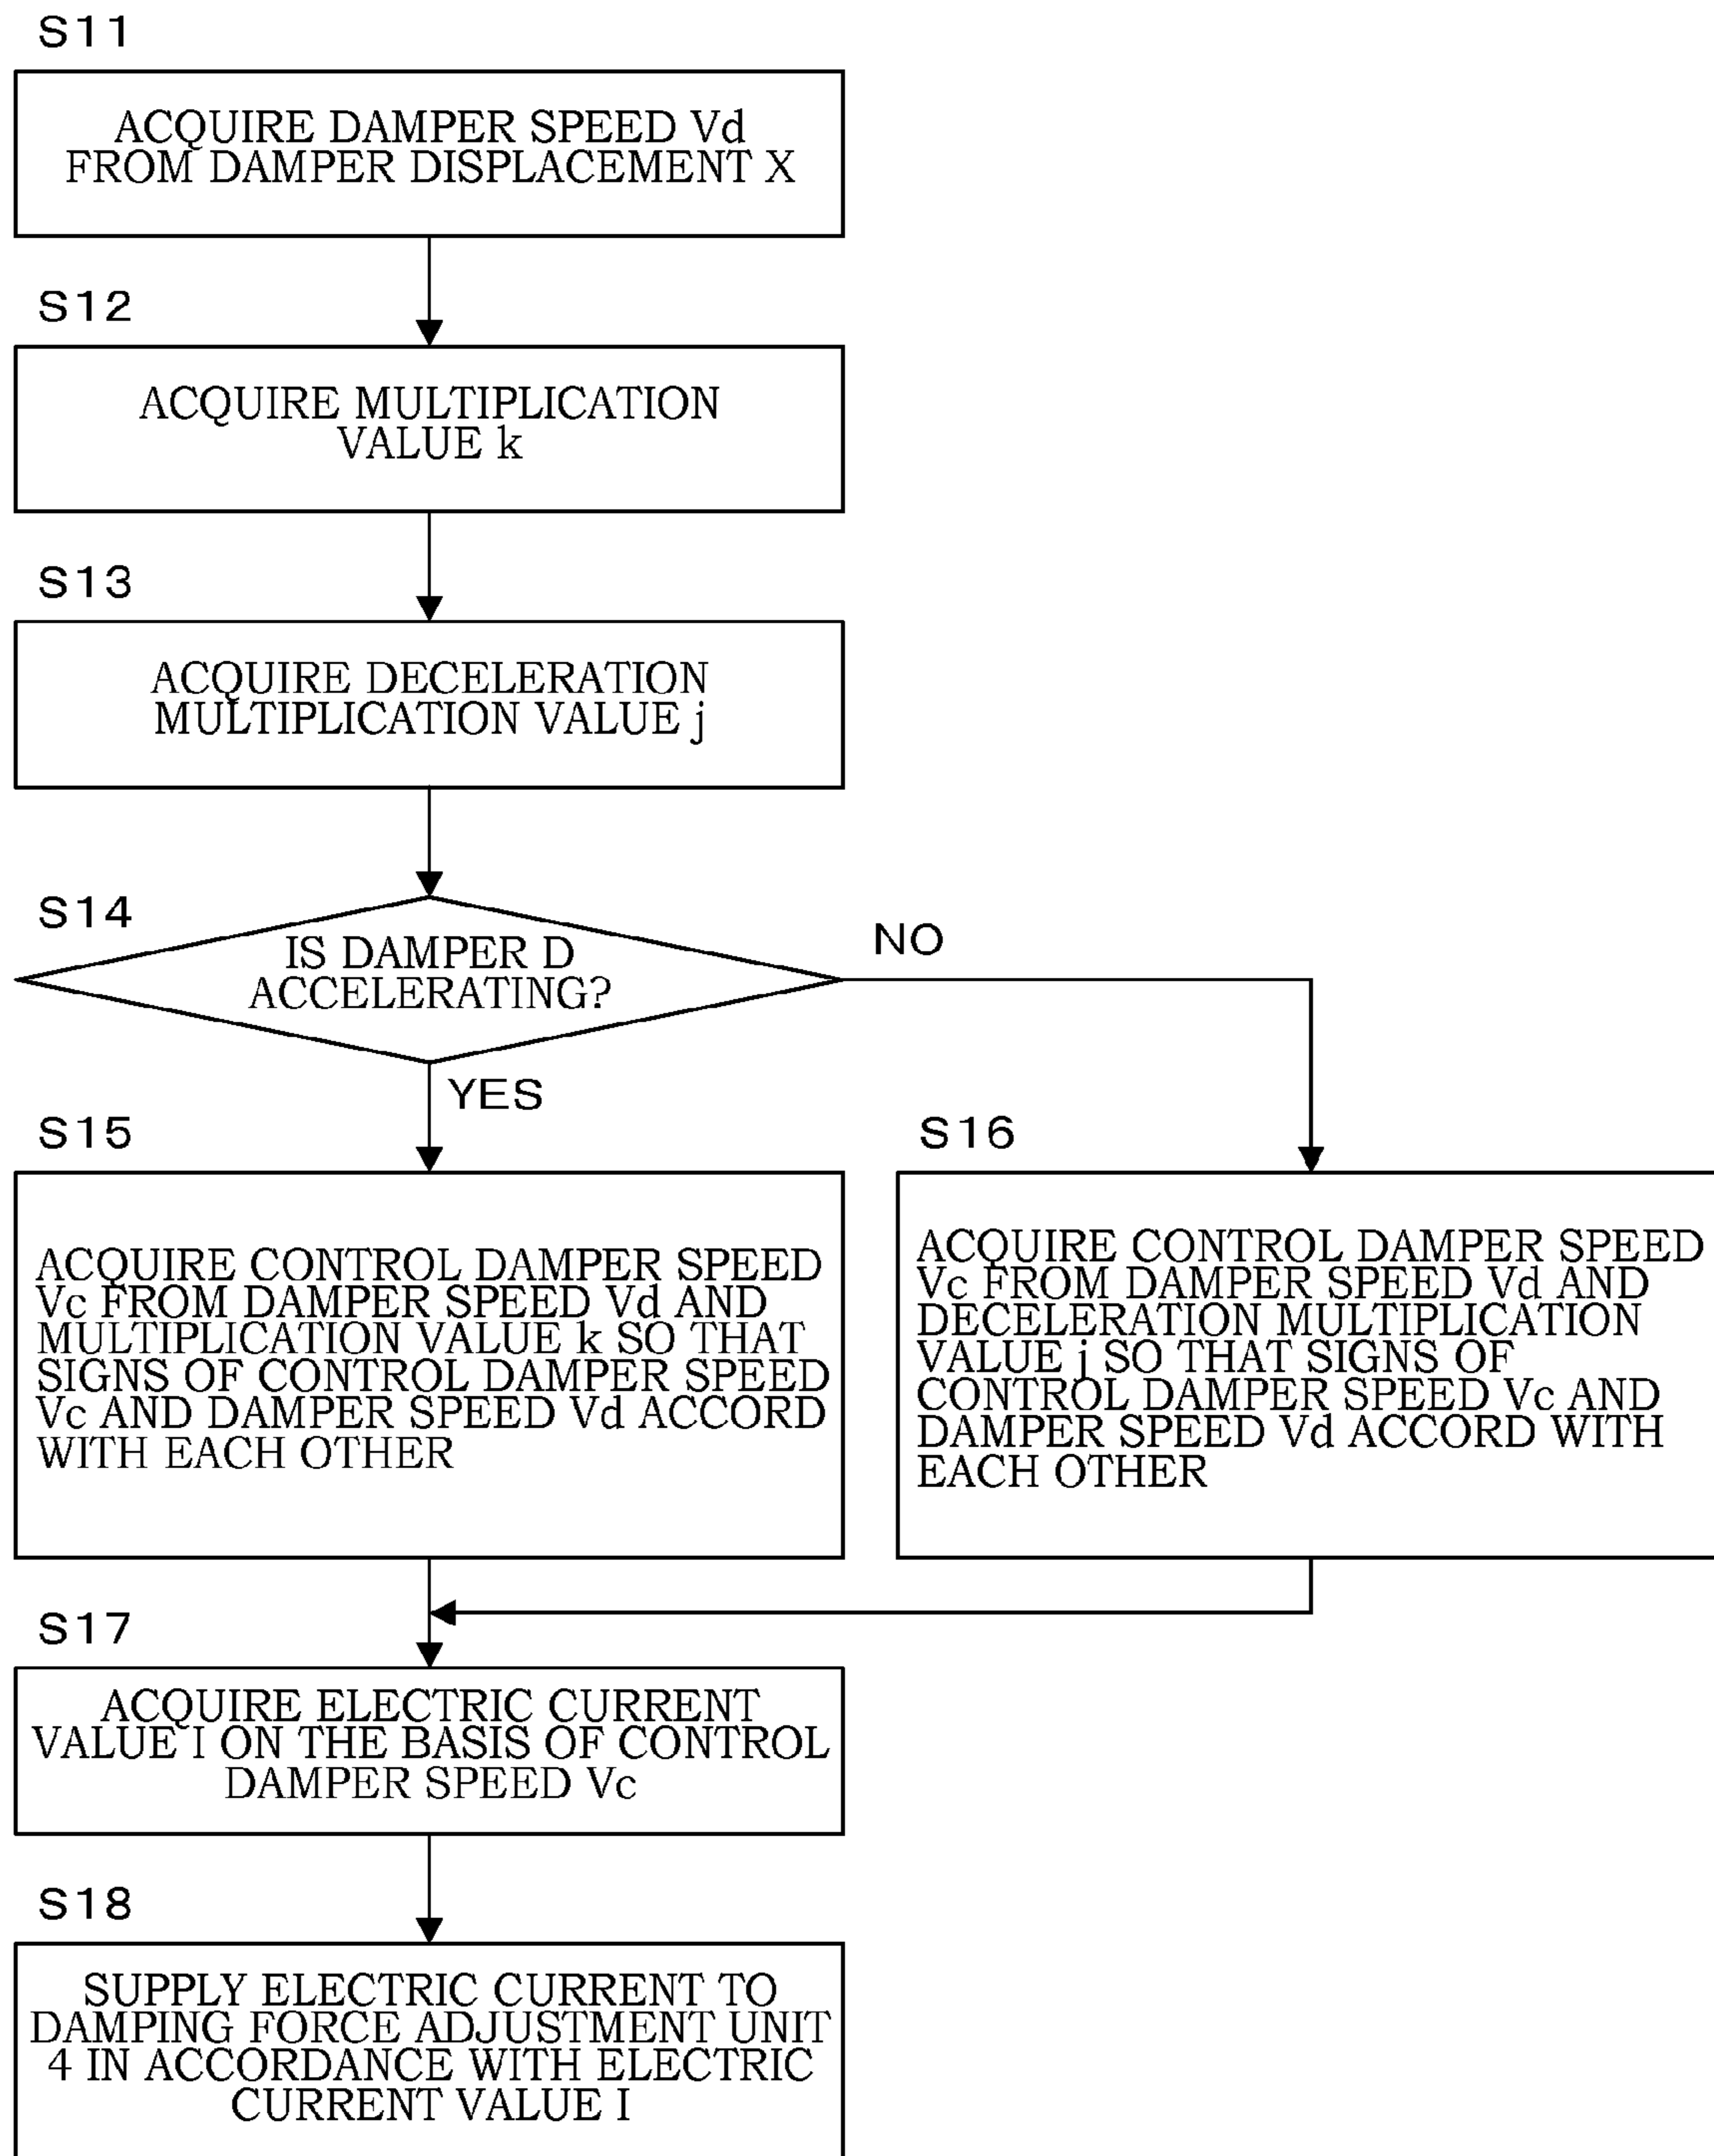 S11
ACQUIRE DAMPER SPEED Vd
FROM DAMPER DISPLACEMENT X
S12
ACQUIRE MULTIPLICATION
VALUE k
S13
ACQUIRE DECELERATION
MULTIPLICATION VALUE j
S14
IS DAMPER D
ACCELERATING?
NO
YES
S15
ACQUIRE CONTROL DAMPER SPEED
Vc FROM DAMPER SPEED Vd AND
MULTIPLICATION VALUE k SO THAT
SIGNS OF CONTROL DAMPER SPEED
Vc AND DAMPER SPEED Vd ACCORD
WITH EACH OTHER
S16
ACQUIRE CONTROL DAMPER SPEED
Vc FROM DAMPER SPEED Vd AND
DECELERATION MULTIPLICATION
VALUE j SO THAT SIGNS OF
CONTROL DAMPER SPEED Vc AND
DAMPER SPEED Vd ACCORD WITH
EACH OTHER
S17
ACQUIRE ELECTRIC CURRENT
VALUE I ON THE BASIS OF CONTROL
DAMPER SPEED Vc
S18
SUPPLY ELECTRIC CURRENT TO
DAMPING FORCE ADJUSTMENT UNIT
4 IN ACCORDANCE WITH ELECTRIC
CURRENT VALUE I